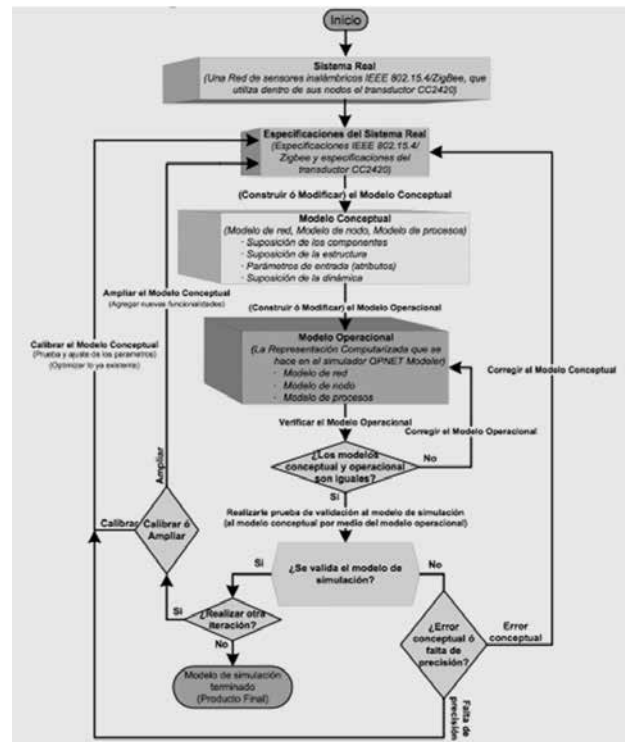 Inicio
Sistema Real
(Una Red de sensores inalámbricos IEEE 802.15.4/ZigBee, que
utiliza dentro de sus nodos el transductor CC2420)
Especificaciones del Sistema Real
(Especificaciones IEEE 802.15.4/
Zigbee y especificaciones del
transductor CC2420)
(Construir ó Modificar) el Modelo Conceptual
Modelo Conceptual
(Modelo de red, Modelo de nodo, Modelo de procesos)
· Suposición de los componentes
· Suposición de la estructura
· Parámetros de entrada (atributos)
· Suposición de la dinámica
Ampliar el Modelo Conceptual
(Agregar nuevas funcionalidades)
(Construir ó Modificar) el Modelo Operacional
Calibrar el Modelo Conceptual
(Prueba y ajuste de los parametros)
(Optimizar lo ya existente)
Modelo Operacional
(La Representación Computarizada que se
hace en el simulador OPNET Modeler)
· Modelo de red
· Modelo de nodo
· Modelo de procesos
Corregir el Modelo Conceptual
Verificar el Modelo Operacional
Corregir el Modelo Operacional
¿Los modelos
conceptual y operacional
son iguales?
No
Si
Ampliar
Realizarle prueba de validación al modelo de simulación
(al modelo conceptual por medio del modelo operacional)
Calibrar
Calibrar ó
Ampliar
Si
¿Se valida el modelo de
simulación?
No
Si
¿Realizar otra
iteración?
No
¿Error
conceptual ó
falta de
precisión?
Error
conceptual
Modelo de simulación
terminado
(Producto Final)
Falta de
precisión